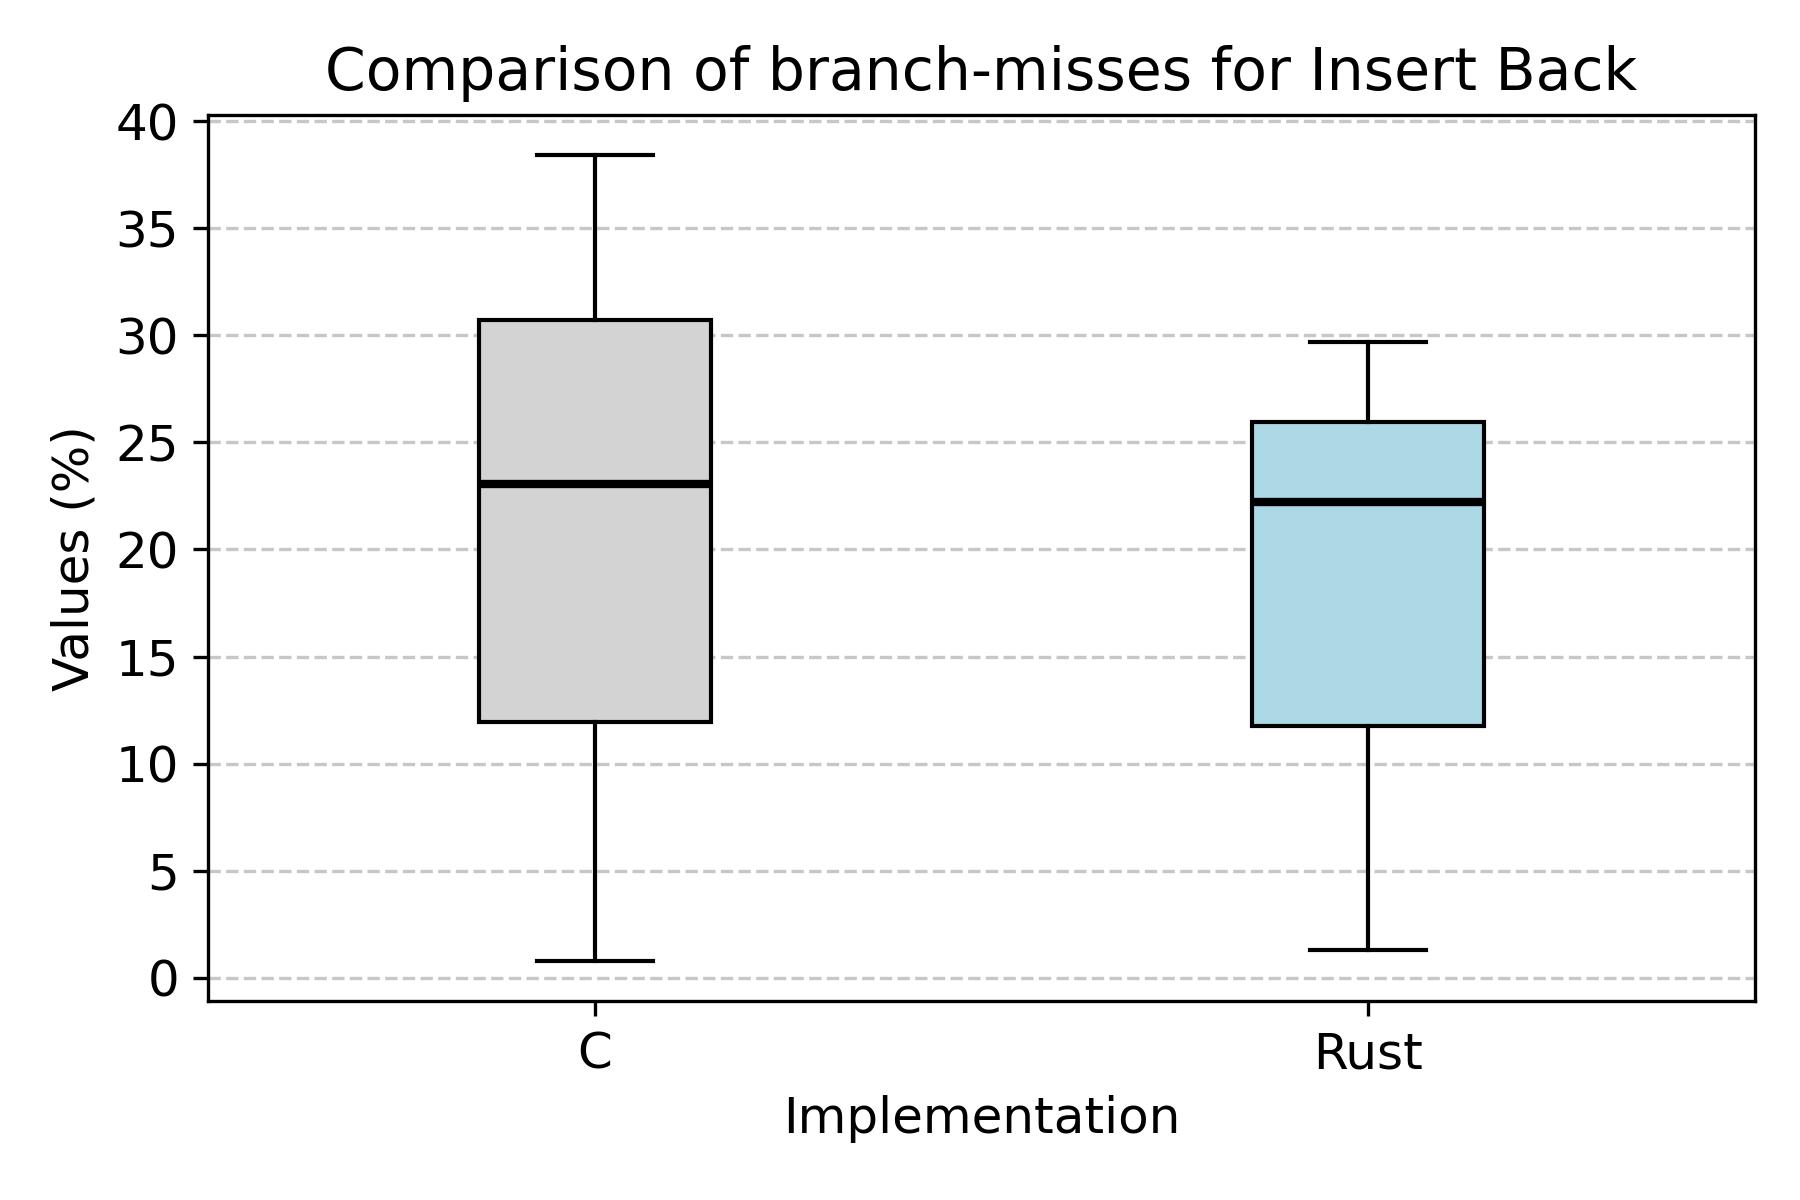 Comparison of branch-misses for Insert Back
40
35
30
25
20
15
10
5
0
Values (%)
C
Rust
Implementation